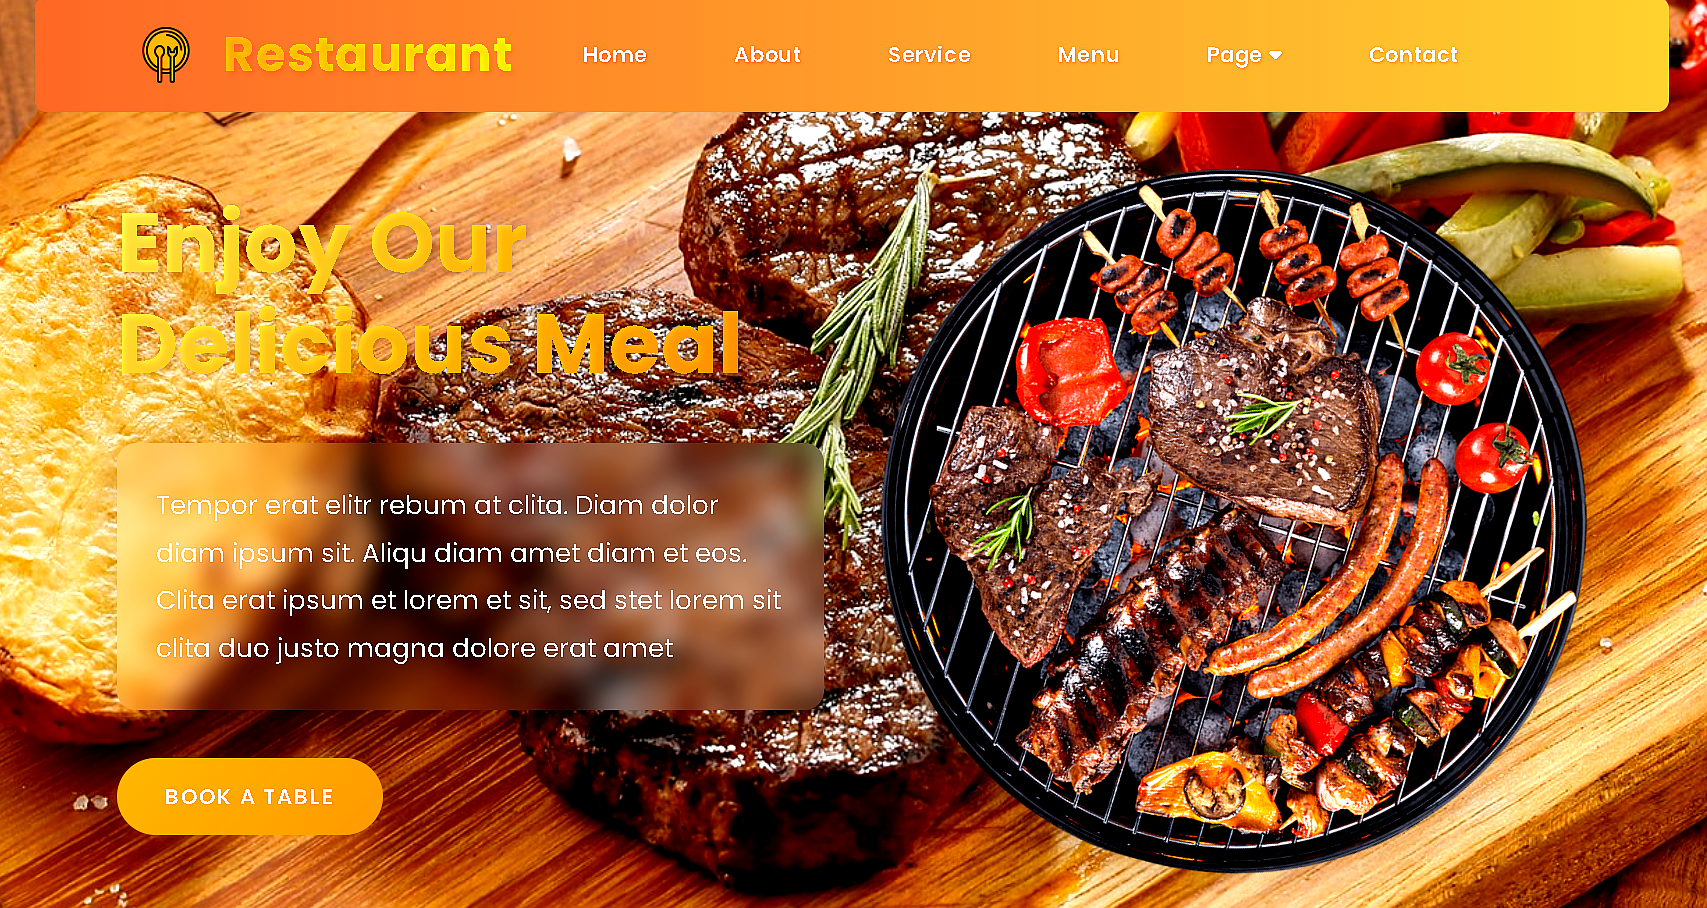 Restaurant
Home
About
Service
Menu
Page
Contact
Enjoy Our
Delicious Meal
Tempor erat elitr rebum at clita. Diam dolor
diam ipsum sit. Aliqu diam amet diam et eos.
Clita erat ipsum et lorem et sit, sed stet lorem sit
clita duo justo magna dolore erat amet
BOOK A TABLE